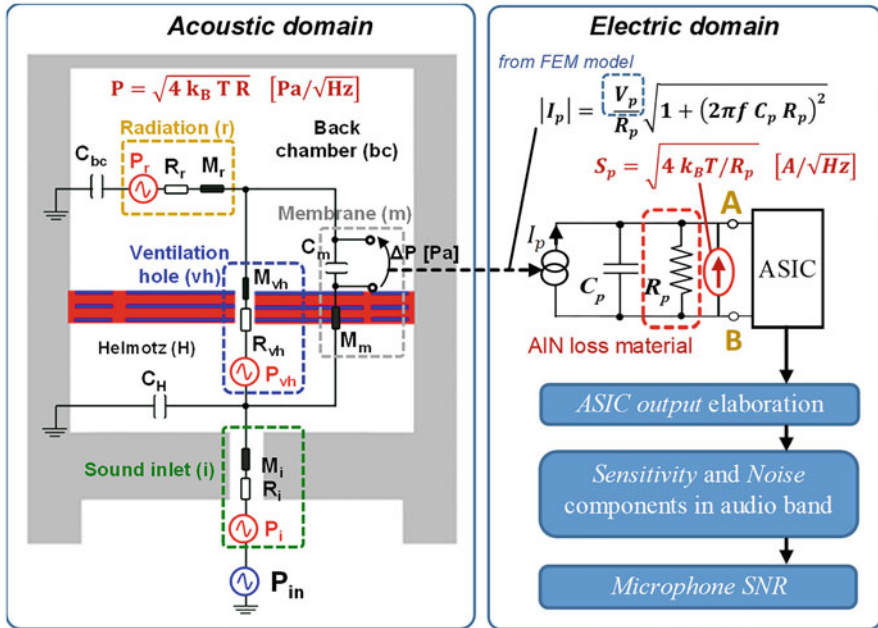 Acoustic domain
P = √4 k_B T R [Pa/√Hz]
Radiation (r)
Back
chamber (bc)
C_bc
P_r
R_r
M_r
Membrane (m)
C_m
ΔP [Pa]
Ventilation
hole (vh)
M_vh
R_vh
M_m
Helmotz (H)
P_vh
C_H
Sound inlet (i)
M_i
R_i
P_i
P_in
Electric domain
from FEM model
|I_p| = V_p/R_p √1 + (2πf C_p R_p)²
S_p = √4 k_BT/R_p [A/√Hz]
A
I_p
C_p
R_p
ASIC
B
AIN loss material
ASIC output elaboration
Sensitivity and Noise
components in audio band
Microphone SNR